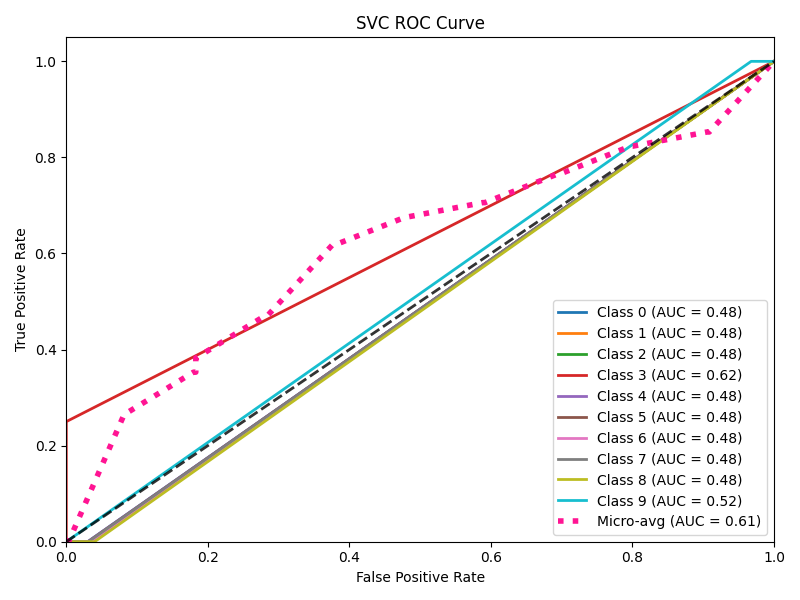 SVC ROC Curve
True Positive Rate
1.0
0.8
0.6
0.4
0.2
0.0
0.0 0.2 0.4 0.6 0.8 1.0
False Positive Rate
Class 0 (AUC = 0.48)
Class 1 (AUC = 0.48)
Class 2 (AUC = 0.48)
Class 3 (AUC = 0.62)
Class 4 (AUC = 0.48)
Class 5 (AUC = 0.48)
Class 6 (AUC = 0.48)
Class 7 (AUC = 0.48)
Class 8 (AUC = 0.48)
Class 9 (AUC = 0.52)
Micro-avg (AUC = 0.61)